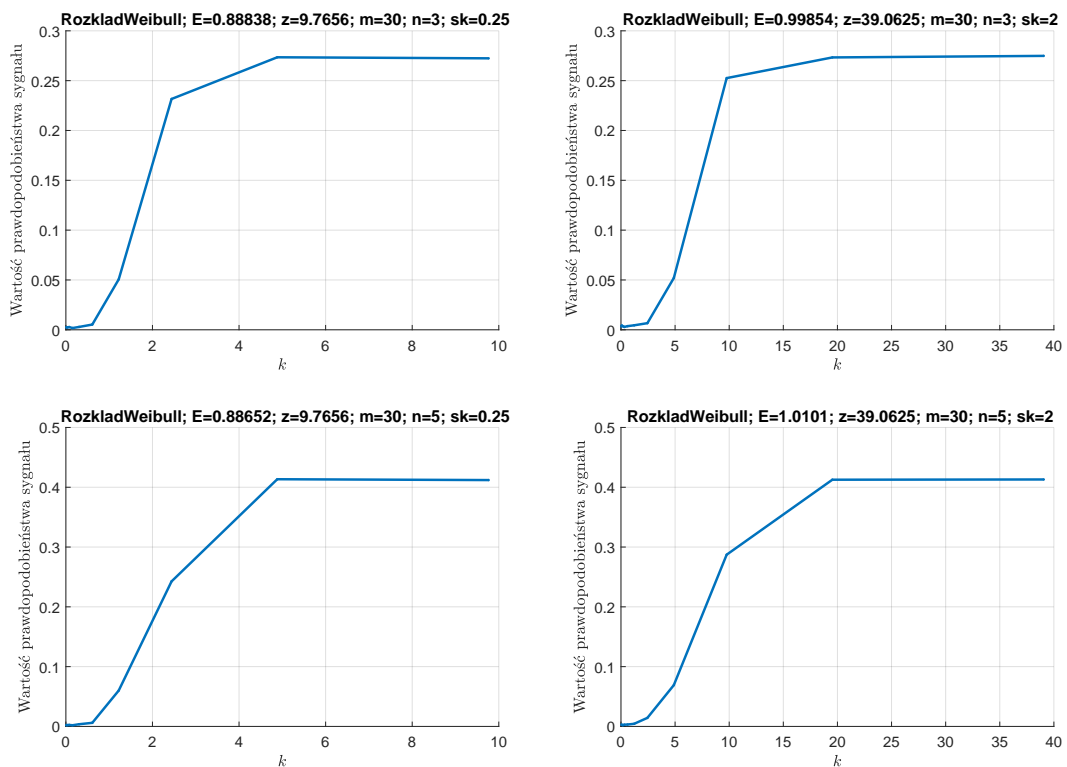 RozkladWeibull; E=0.88838; z=9.7656; m=30; n=3; sk=0.25
Wartość prawdopodobieństwa sygnału
0.3
0.25
0.2
0.15
0.1
0.05
0
0 2 4 6 8 10
k
RozkladWeibull; E=0.99854; z=39.0625; m=30; n=3; sk=2
Wartość prawdopodobieństwa sygnału
0.3
0.25
0.2
0.15
0.1
0.05
0
0 5 10 15 20 25 30 35 40
k
RozkladWeibull; E=0.88652; z=9.7656; m=30; n=5; sk=0.25
Wartość prawdopodobieństwa sygnału
0.5
0.4
0.3
0.2
0.1
0
0 2 4 6 8 10
k
RozkladWeibull; E=1.0101; z=39.0625; m=30; n=5; sk=2
Wartość prawdopodobieństwa sygnału
0.5
0.4
0.3
0.2
0.1
0
0 5 10 15 20 25 30 35 40
k